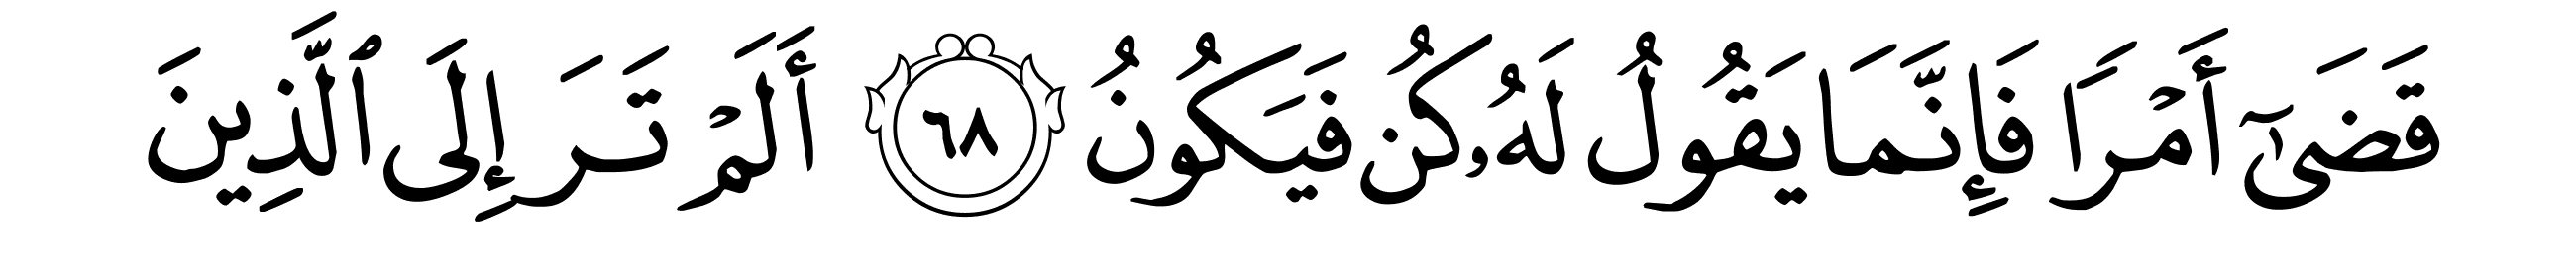 قَضَىٰٓ أَمْرًا فَإِنَّمَا يَقُولُ لَهُۥ كُن فَيَكُونُ ٦٨ أَلَمْ تَرَ إِلَى ٱلَّذِينَ